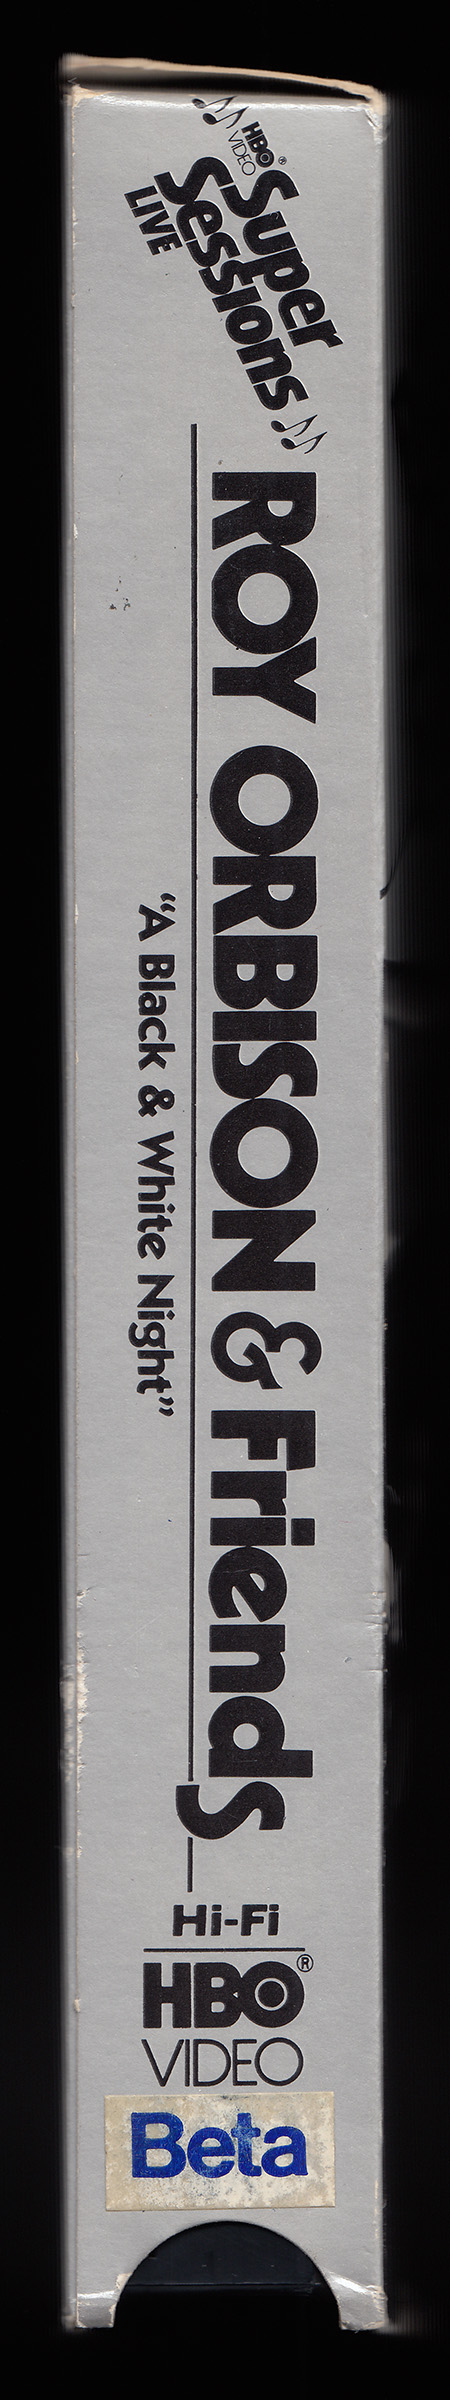 HBO®
VIDEO
Super
Sessions
LIVE
ROY ORBISON & Friends
“A Black & White Night”
Hi-Fi
HBO®
VIDEO
Beta